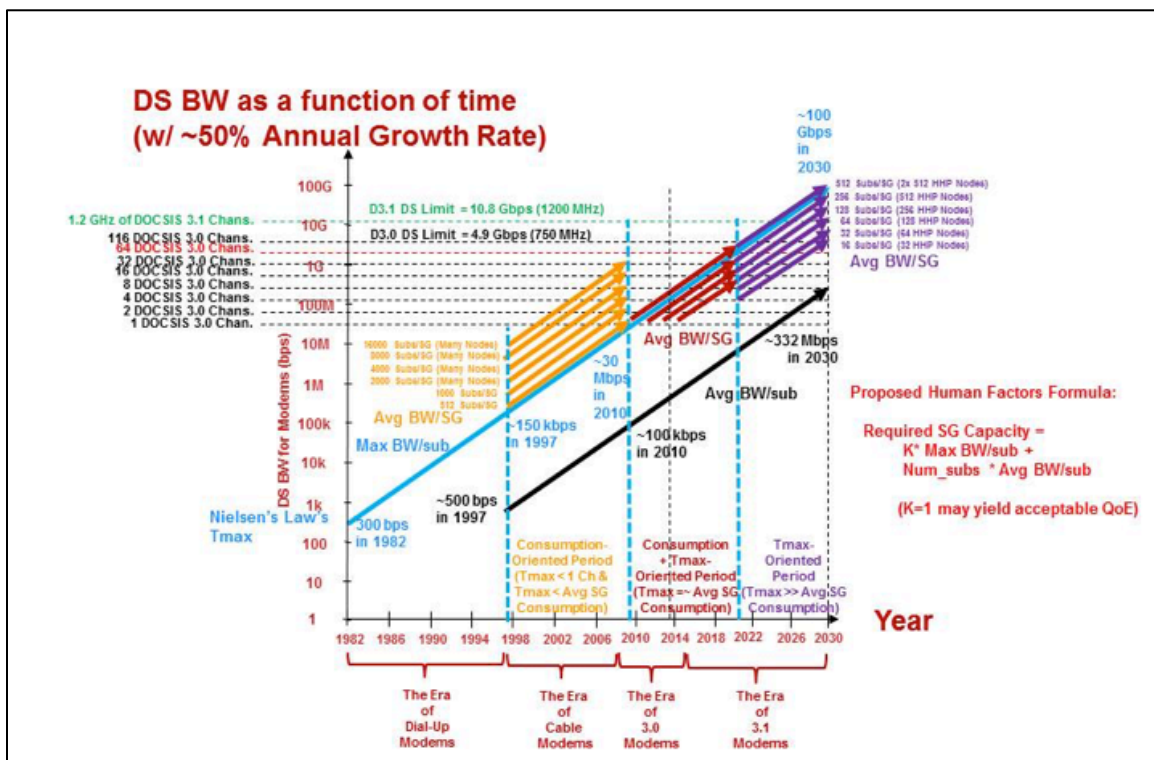 DS BW as a function of time
(w/ ~50% Annual Growth Rate)
~100
Gbps
in
2030
100G
10G
1G
100M
10M
1M
100k
10k
1k
100
10
1
DS BW for Modems (bps)
1.2 GHz of DOCSIS 3.1 Chans.
116 DOCSIS 3.0 Chans.
64 DOCSIS 3.0 Chans.
32 DOCSIS 3.0 Chans.
16 DOCSIS 3.0 Chans.
8 DOCSIS 3.0 Chans.
4 DOCSIS 3.0 Chans.
2 DOCSIS 3.0 Chans.
1 DOCSIS 3.0 Chan.
D3.1 DS Limit = 10.8 Gbps (1200 MHz)
D3.0 DS Limit = 4.9 Gbps (750 MHz)
512 Subs/SG (2x 512 HHP Nodes)
256 Subs/SG (512 HHP Nodes)
128 Subs/SG (256 HHP Nodes)
64 Subs/SG (128 HHP Nodes)
32 Subs/SG (64 HHP Nodes)
16 Subs/SG (32 HHP Nodes)
Avg BW/SG
16000 Subs/SG (Many Nodes)
8000 Subs/SG (Many Nodes)
4000 Subs/SG (Many Nodes)
2000 Subs/SG (Many Nodes)
1000 Subs/SG
512 Subs/SG
Avg BW/SG
Max BW/sub
~150 kbps
in 1997
~30
Mbps
in
2010
Avg BW/SG
~332 Mbps
in 2030
Avg BW/sub
~100 kbps
in 2010
~500 bps
in 1997
Nielsen's Law's
Tmax
300 bps
in 1982
Proposed Human Factors Formula:
Required SG Capacity =
K* Max BW/sub +
Num_subs * Avg BW/sub
(K=1 may yield acceptable QoE)
Consumption-
Oriented Period
(Tmax < 1 Ch &
Tmax < Avg SG
Consumption)
Consumption
+ Tmax-
Oriented Period
(Tmax =~ Avg SG
Consumption)
Tmax-
Oriented
Period
(Tmax >> Avg SG
Consumption)
Year
1982 1986 1990 1994 1998 2002 2006 2010 2014 2018 2022 2026 2030
The Era
of
Dial-Up
Modems
The Era
of
Cable
Modems
The Era
of
3.0
Modems
The Era
of
3.1
Modems